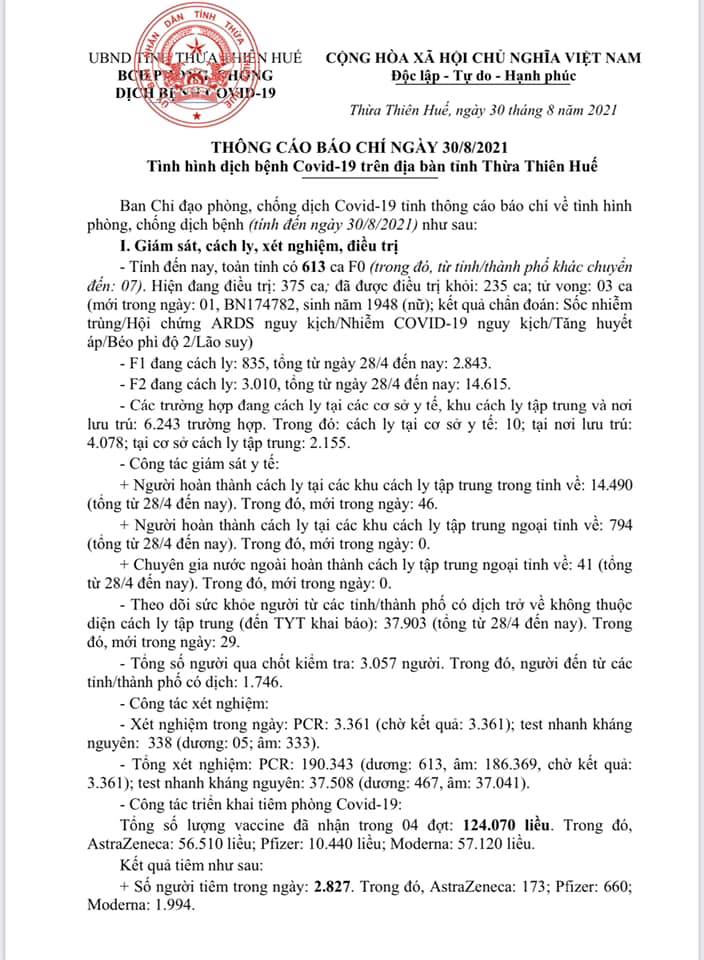 ỦY BAN NHÂN DÂN TỈNH THỪA THIÊN HUẾ
UBND TỈNH THỪA THIÊN HUẾ
BCĐ PHÒNG, CHỐNG
DỊCH BỆNH COVID-19
CỘNG HÒA XÃ HỘI CHỦ NGHĨA VIỆT NAM
Độc lập - Tự do - Hạnh phúc
Thừa Thiên Huế, ngày 30 tháng 8 năm 2021
THÔNG CÁO BÁO CHÍ NGÀY 30/8/2021
Tình hình dịch bệnh Covid-19 trên địa bàn tỉnh Thừa Thiên Huế
Ban Chỉ đạo phòng, chống dịch Covid-19 tỉnh thông cáo báo chí về tình hình
phòng, chống dịch bệnh (tính đến ngày 30/8/2021) như sau:
I. Giám sát, cách ly, xét nghiệm, điều trị
- Tính đến nay, toàn tỉnh có 613 ca F0 (trong đó, từ tỉnh/thành phố khác chuyển
đến: 07). Hiện đang điều trị: 375 ca; đã được điều trị khỏi: 235 ca; tử vong: 03 ca
(mới trong ngày: 01, BN174782, sinh năm 1948 (nữ); kết quả chẩn đoán: Sốc nhiễm
trùng/Hội chứng ARDS nguy kịch/Nhiễm COVID-19 nguy kịch/Tăng huyết
áp/Béo phì độ 2/Lão suy)
- F1 đang cách ly: 835, tổng từ ngày 28/4 đến nay: 2.843.
- F2 đang cách ly: 3.010, tổng từ ngày 28/4 đến nay: 14.615.
- Các trường hợp đang cách ly tại các cơ sở y tế, khu cách ly tập trung và nơi
lưu trú: 6.243 trường hợp. Trong đó: cách ly tại cơ sở y tế: 10; tại nơi lưu trú:
4.078; tại cơ sở cách ly tập trung: 2.155.
- Công tác giám sát y tế:
+ Người hoàn thành cách ly tại các khu cách ly tập trung trong tỉnh về: 14.490
(tổng từ 28/4 đến nay). Trong đó, mới trong ngày: 46.
+ Người hoàn thành cách ly tại các khu cách ly tập trung ngoại tỉnh về: 794
(tổng từ 28/4 đến nay). Trong đó, mới trong ngày: 0.
+ Chuyên gia nước ngoài hoàn thành cách ly tập trung ngoại tỉnh về: 41 (tổng
từ 28/4 đến nay). Trong đó, mới trong ngày: 0.
- Theo dõi sức khỏe người từ các tỉnh/thành phố có dịch trở về không thuộc
diện cách ly tập trung (đến TYT khai báo): 37.903 (tổng từ 28/4 đến nay). Trong
đó, mới trong ngày: 29.
- Tổng số người qua chốt kiểm tra: 3.057 người. Trong đó, người đến từ các
tỉnh/thành phố có dịch: 1.746.
- Công tác xét nghiệm:
- Xét nghiệm trong ngày: PCR: 3.361 (chờ kết quả: 3.361); test nhanh kháng
nguyên: 338 (dương: 05; âm: 333).
- Tổng xét nghiệm: PCR: 190.343 (dương: 613, âm: 186.369, chờ kết quả:
3.361); test nhanh kháng nguyên: 37.508 (dương: 467, âm: 37.041).
- Công tác triển khai tiêm phòng Covid-19:
Tổng số lượng vaccine đã nhận trong 04 đợt: 124.070 liều. Trong đó,
AstraZeneca: 56.510 liều; Pfizer: 10.440 liều; Moderna: 57.120 liều.
Kết quả tiêm như sau:
+ Số người tiêm trong ngày: 2.827. Trong đó, AstraZeneca: 173; Pfizer: 660;
Moderna: 1.994.